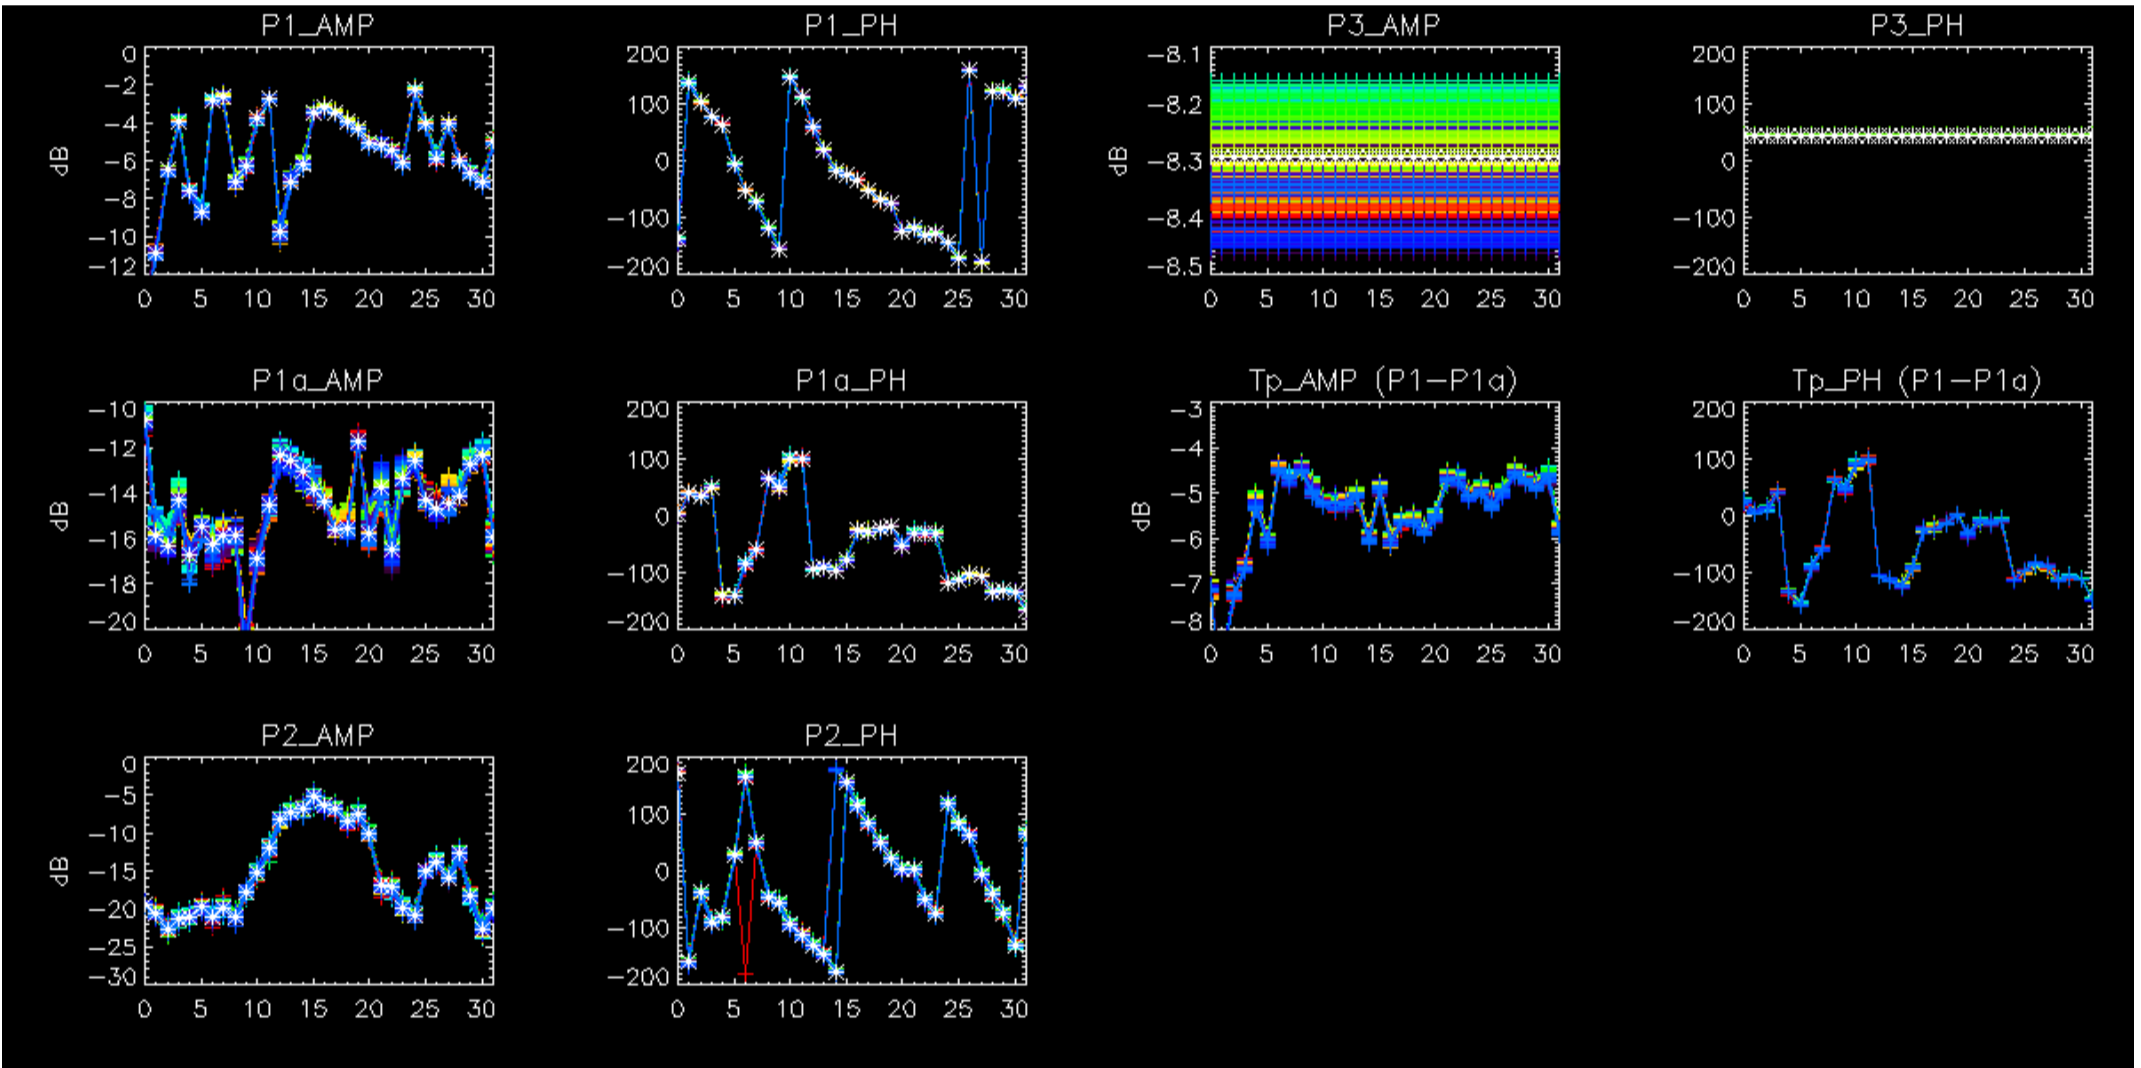 P1_AMP P1_PH P3_AMP P3_PH
0 200 −8.1 200
−2
−4 100 −8.2 100
dB −6 0 dB −8.3 0
−8
−10 −100 −8.4 −100
−12 −200 −8.5 −200
0 5 10 15 20 25 30 0 5 10 15 20 25 30 0 5 10 15 20 25 30 0 5 10 15 20 25 30
P1a_AMP P1a_PH Tp_AMP (P1−P1a) Tp_PH (P1−P1a)
−10 200 −3 200
−12 100 −4 100
−14 −5
dB −16 0 dB −6 0
−18 −100 −7 −100
−20 −200 −8 −200
0 5 10 15 20 25 30 0 5 10 15 20 25 30 0 5 10 15 20 25 30 0 5 10 15 20 25 30
P2_AMP P2_PH
0 200
−5 100
−10
dB −15 0
−20 −100
−25
−30 −200
0 5 10 15 20 25 30 0 5 10 15 20 25 30